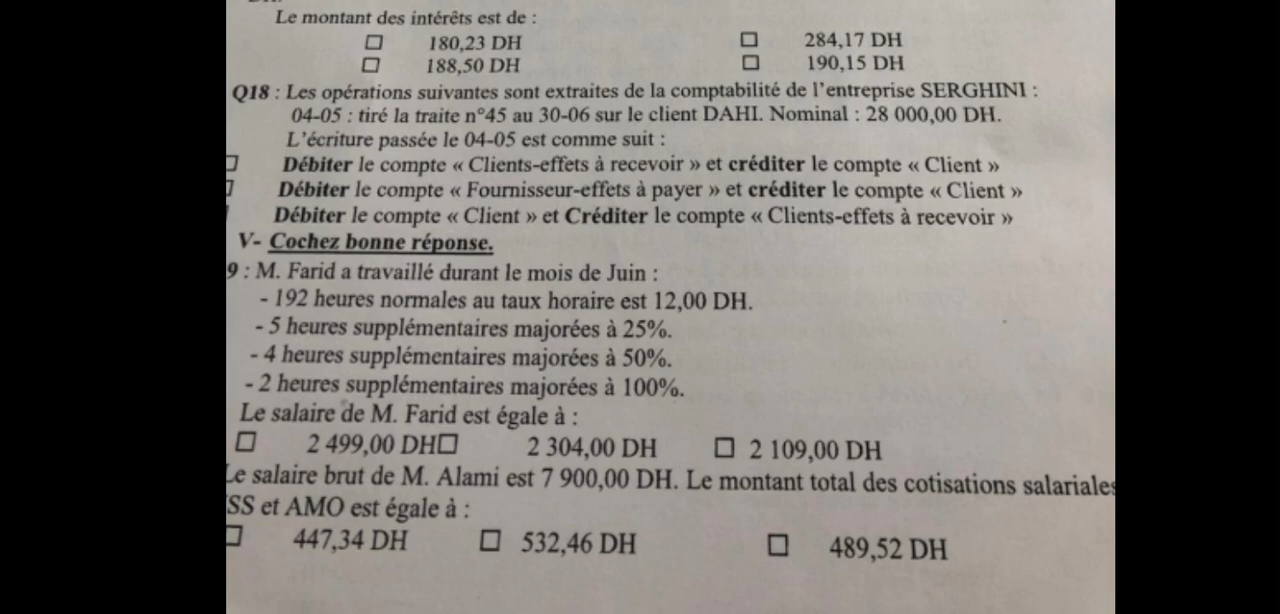 Le montant des intérêts est de :
☐ 180,23 DH ☐ 284,17 DH
☐ 188,50 DH ☐ 190,15 DH
Q18 : Les opérations suivantes sont extraites de la comptabilité de l'entreprise SERGHINI :
04-05 : tiré la traite n°45 au 30-06 sur le client DAHI. Nominal : 28 000,00 DH.
L'écriture passée le 04-05 est comme suit :
☐ Débiter le compte « Clients-effets à recevoir » et créditer le compte « Client »
☐ Débiter le compte « Fournisseur-effets à payer » et créditer le compte « Client »
Débiter le compte « Client » et Créditer le compte « Clients-effets à recevoir »
V- Cochez bonne réponse.
9 : M. Farid a travaillé durant le mois de Juin :
- 192 heures normales au taux horaire est 12,00 DH.
- 5 heures supplémentaires majorées à 25%.
- 4 heures supplémentaires majorées à 50%.
- 2 heures supplémentaires majorées à 100%.
Le salaire de M. Farid est égale à :
☐ 2 499,00 DH☐ 2 304,00 DH ☐ 2 109,00 DH
Le salaire brut de M. Alami est 7 900,00 DH. Le montant total des cotisations salariales
SS et AMO est égale à :
☐ 447,34 DH ☐ 532,46 DH ☐ 489,52 DH